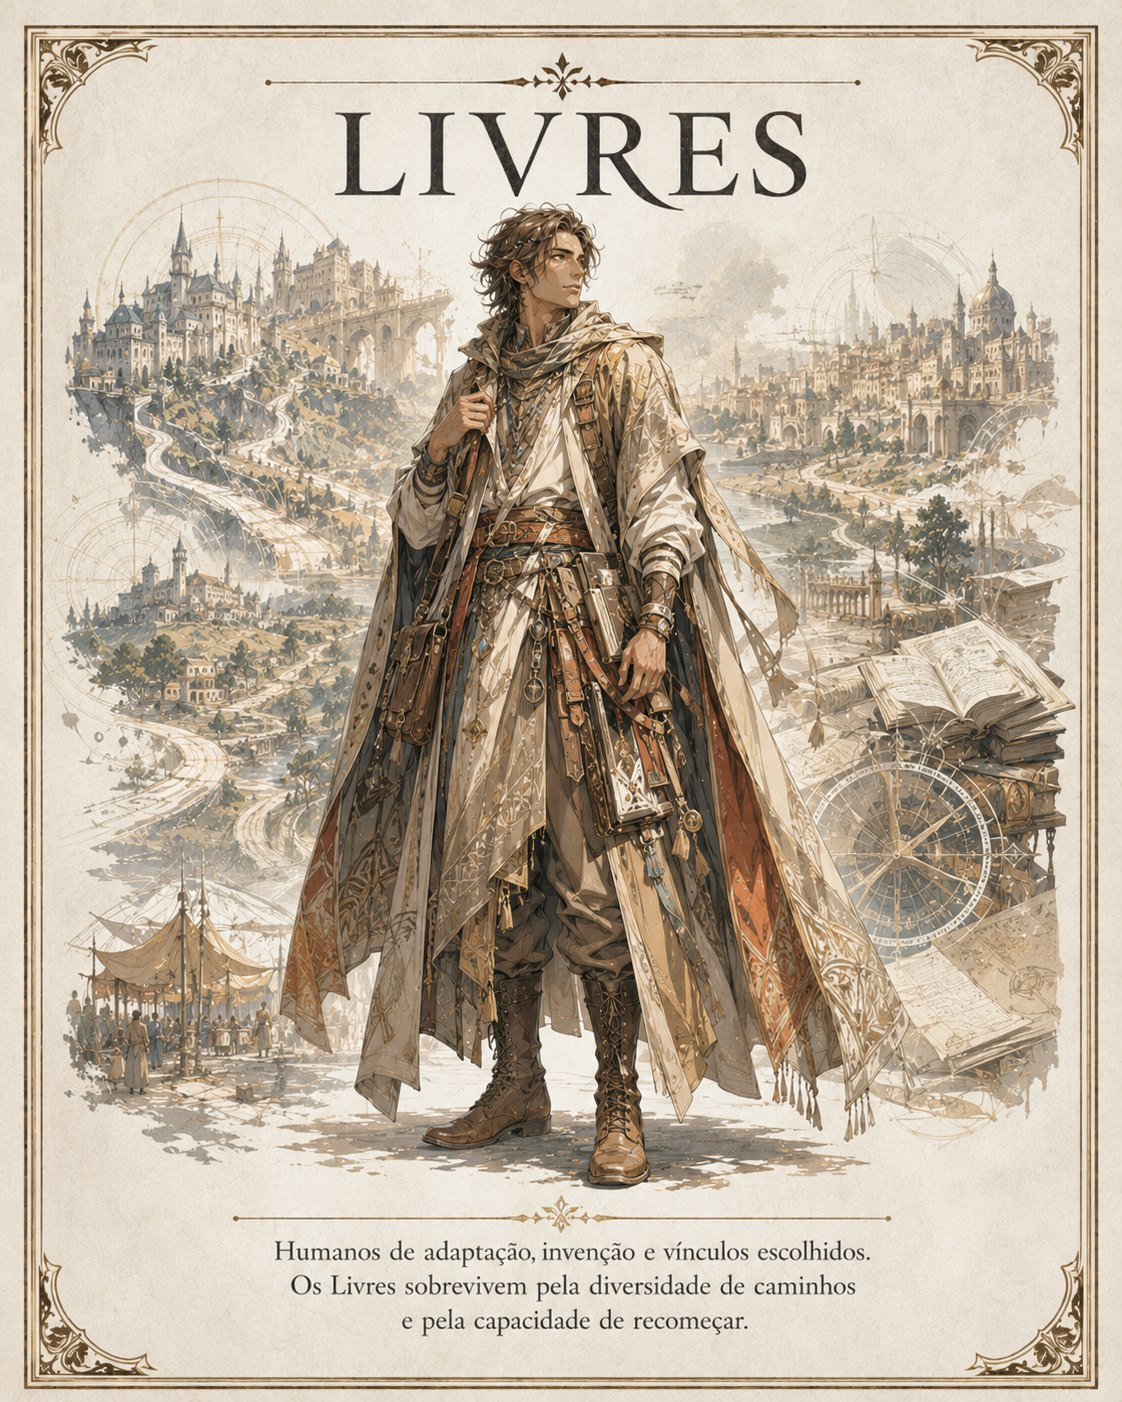 LIVRES
Humanos de adaptação, invenção e vínculos escolhidos.
Os Livres sobrevivem pela diversidade de caminhos
e pela capacidade de recomeçar.